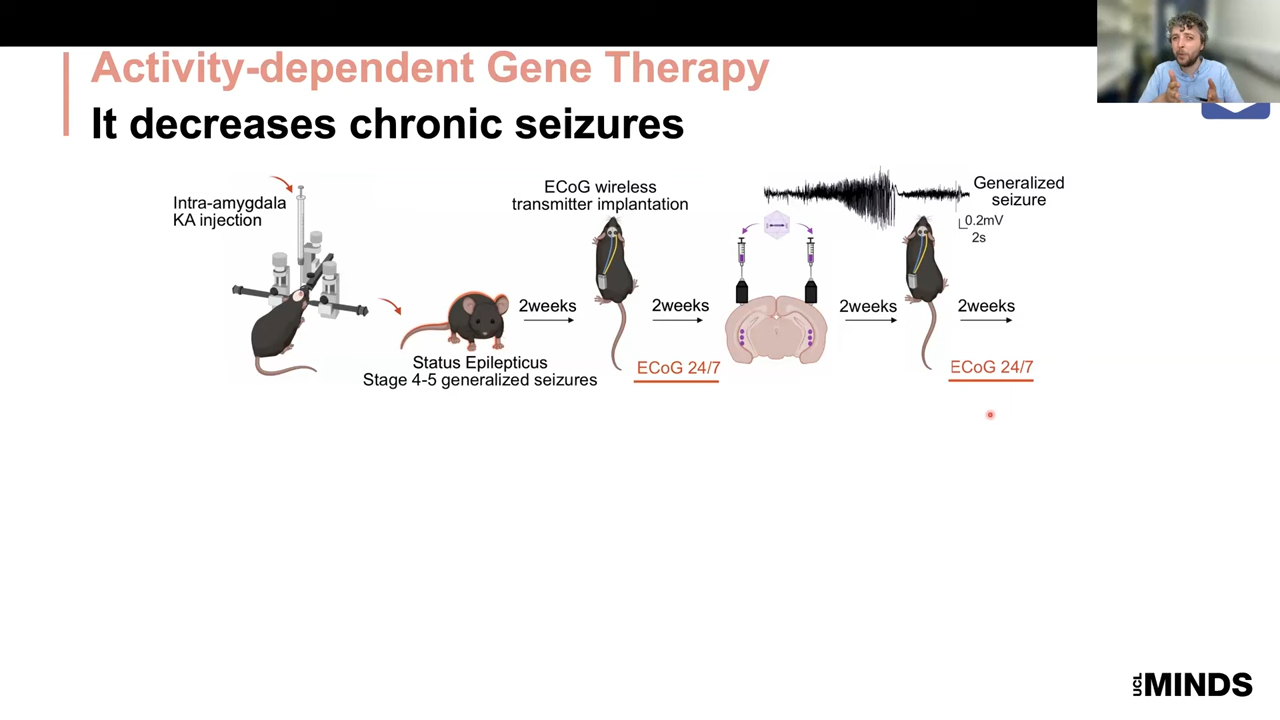 Activity-dependent Gene Therapy
It decreases chronic seizures
Intra-amygdala
KA injection
Status Epilepticus
Stage 4-5 generalized seizures
2weeks
ECoG wireless
transmitter implantation
2weeks
ECoG 24/7
2weeks
Generalized
seizure
0.2mV
2s
2weeks
ECoG 24/7
UCL MINDS